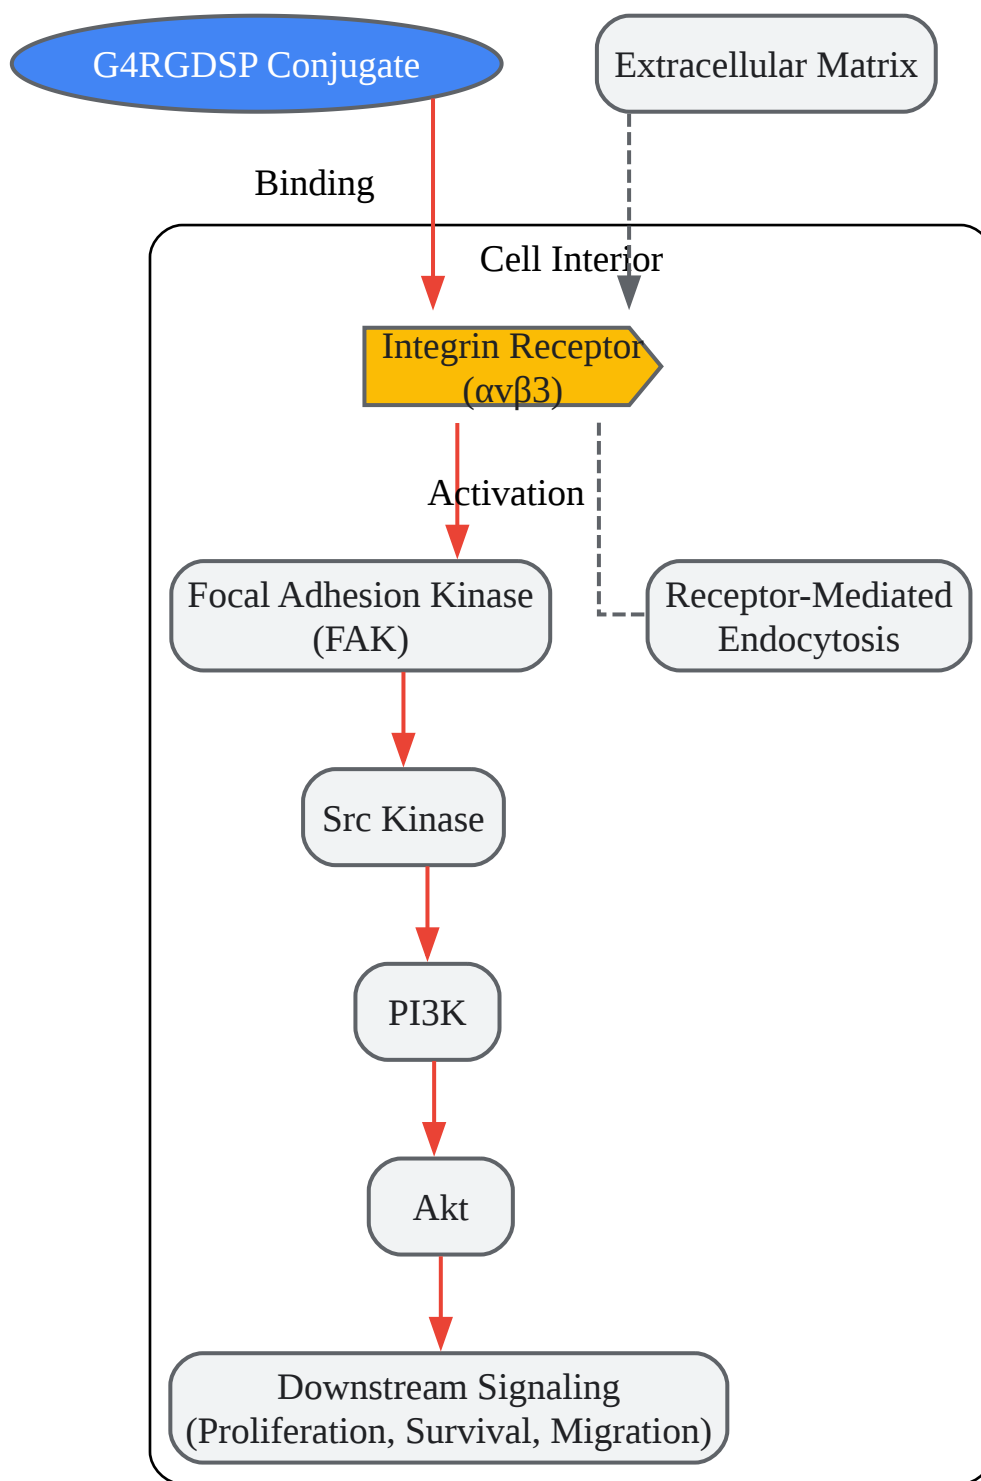 G4RGDSP Conjugate
Extracellular Matrix
Binding
Cell Interior
Integrin Receptor
(αvβ3)
Activation
Focal Adhesion Kinase
(FAK)
Receptor-Mediated
Endocytosis
Src Kinase
PI3K
Akt
Downstream Signaling
(Proliferation, Survival, Migration)